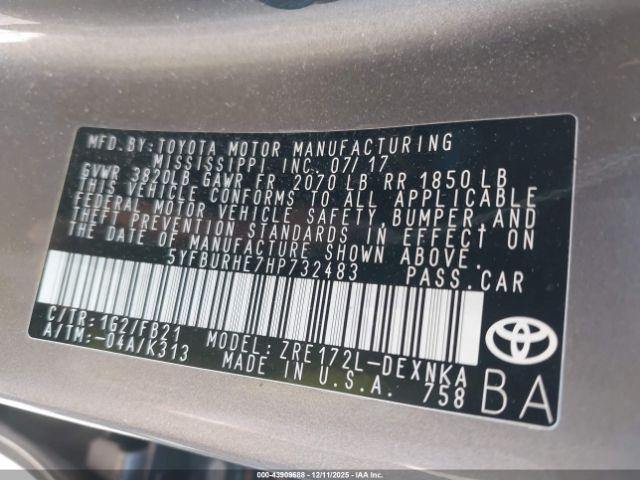 MFD.BY:TOYOTA MOTOR MANUFACTURING
MISSISSIPPI, INC. 07/17
GVWR 3820LB GAWR FR 2070 LB RR 1850 LB
THIS VEHICLE CONFORMS TO ALL APPLICABLE
FEDERAL MOTOR VEHICLE SAFETY BUMPER AND
THEFT PREVENTION STANDARDS IN EFFECT ON
THE DATE OF MANUFACTURE SHOWN ABOVE.
5YFBURHE7HP732483 PASS.CAR
C/TR:1G2/FB21
A/TM:-04A/K313
MODEL:ZRE172L-DEXNKA
MADE IN U.S.A. 758
BA
000-43909688 - 12/11/2025 - IAA Inc.